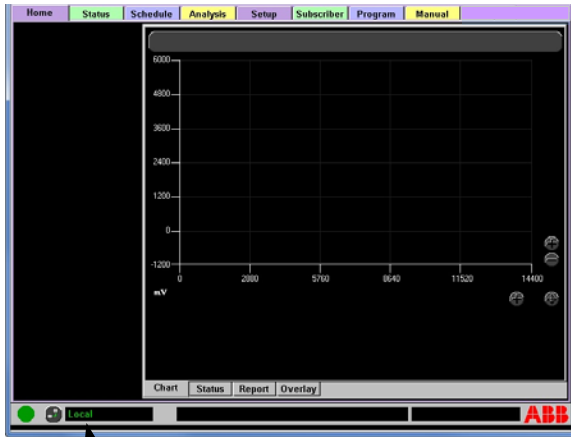 Home Status Schedule Analysis Setup Subscriber Program Manual
6000
4800
3600
2400
1200
0
-1200
0 2880 5760 8640 11520 14400
mV
Chart Status Report Overlay
Local
ABB